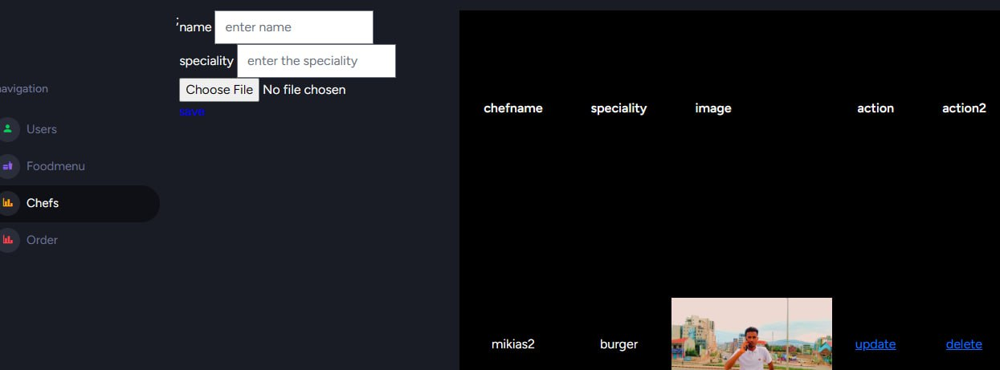 ;
name enter name
speciality enter the speciality
Choose File No file chosen
save
navigation
Users
Foodmenu
Chefs
Order
chefname speciality image action action2
mikias2 burger update delete